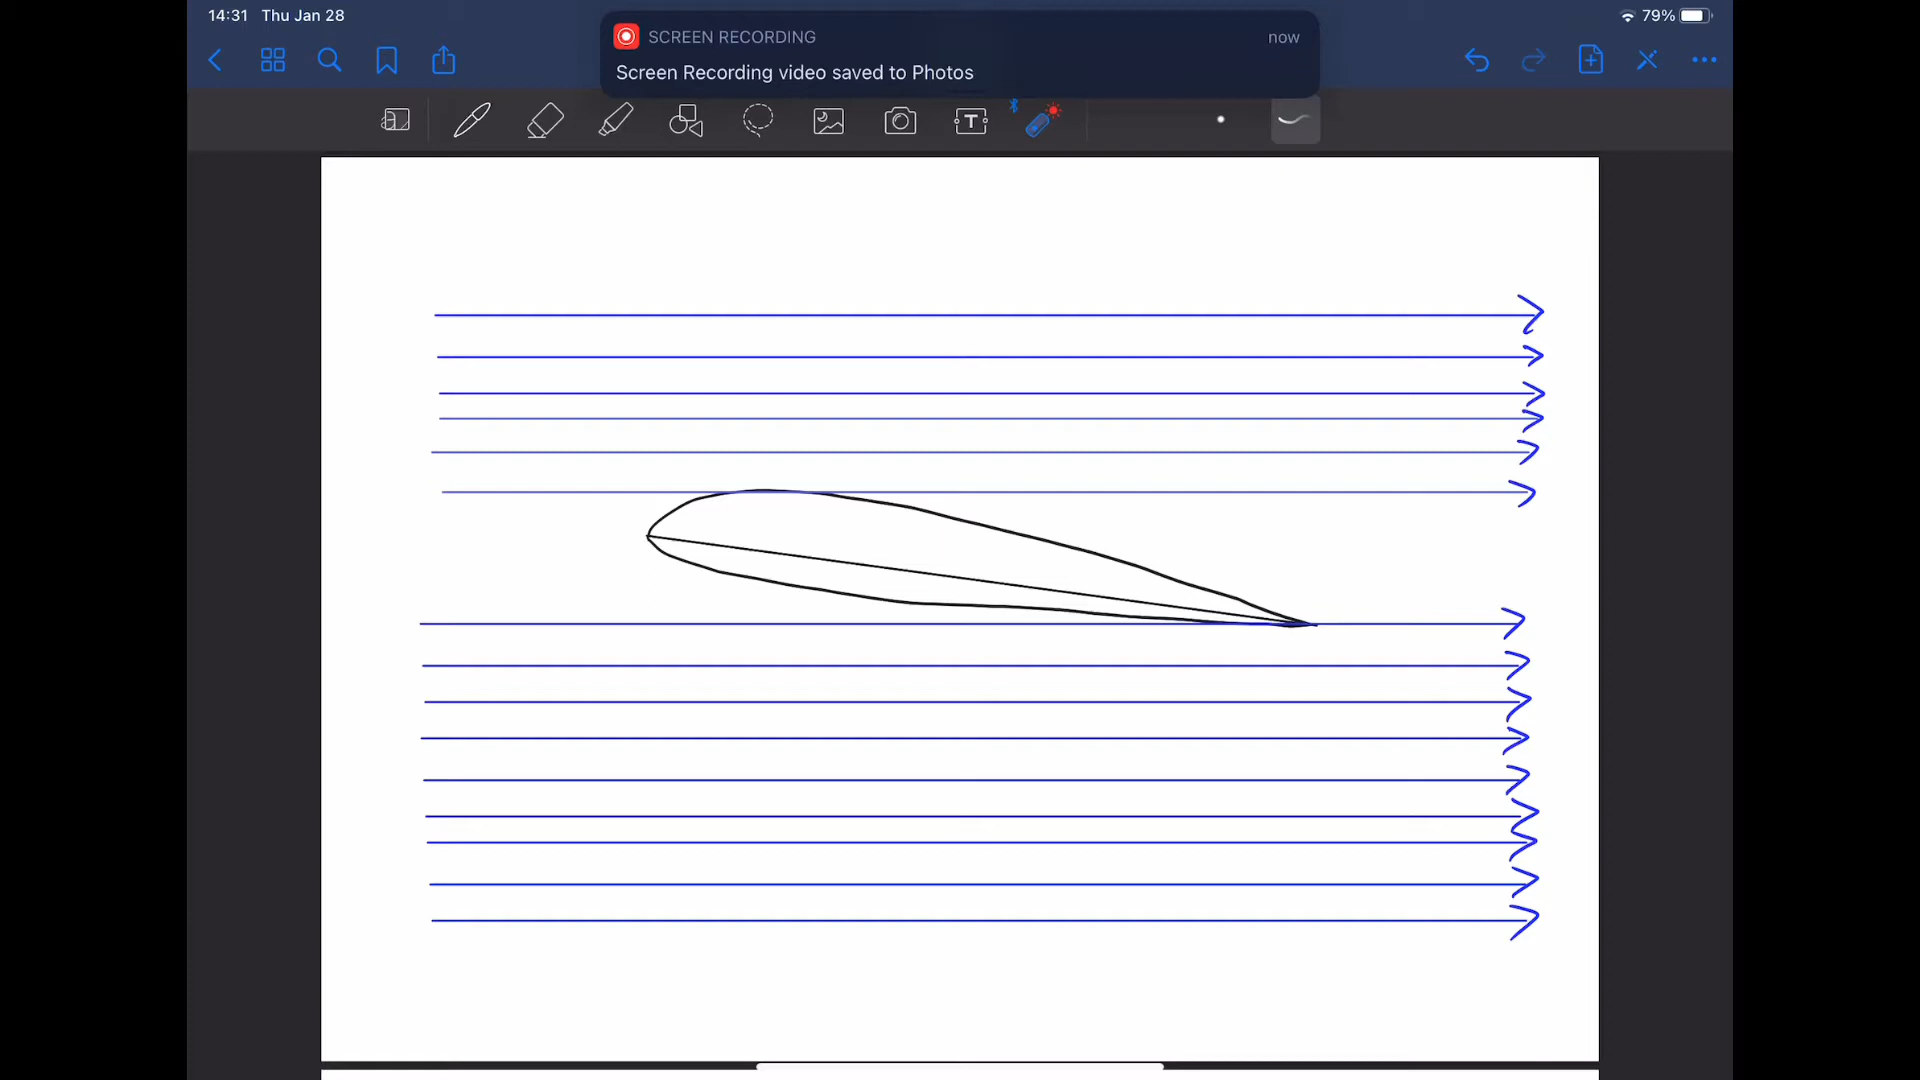 14:31 Thu Jan 28
79%
SCREEN RECORDING
now
Screen Recording video saved to Photos
T